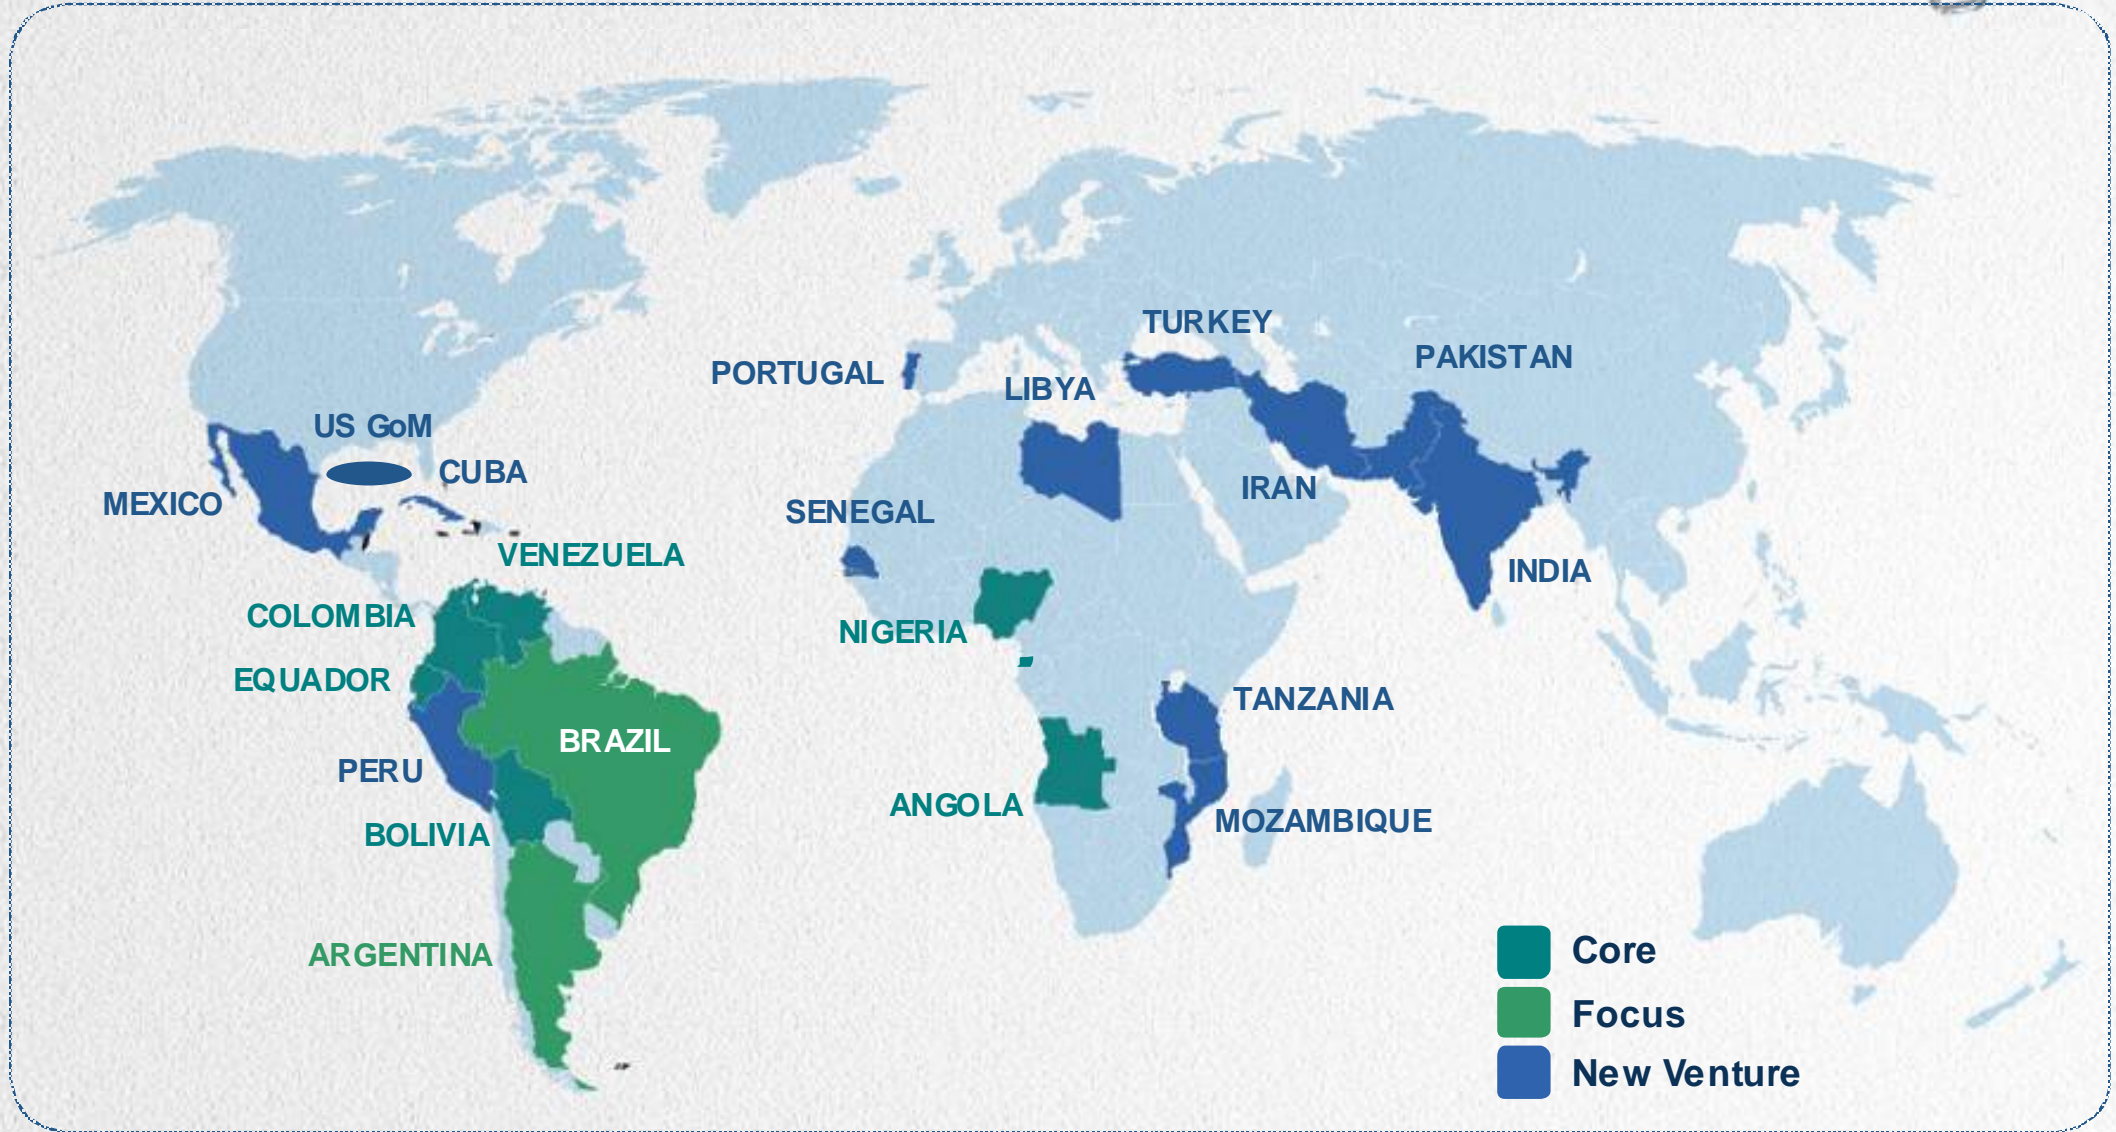 TURKEY
PAKISTAN
PORTUGAL
LIBYA
US GoM
CUBA
MEXICO
IRAN
SENEGAL
VENEZUELA
INDIA
COLOMBIA
NIGERIA
EQUADOR
TANZANIA
BRAZIL
PERU
ANGOLA
MOZAMBIQUE
BOLIVIA
ARGENTINA
Core
Focus
New Venture